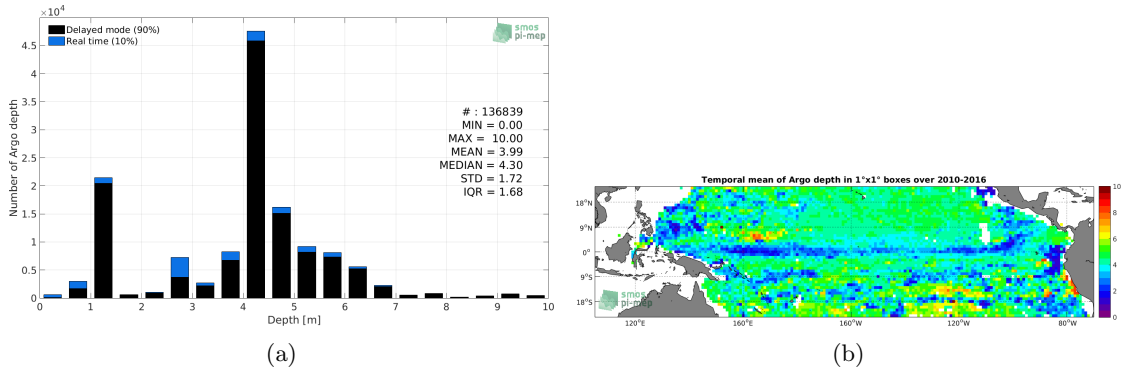 ×10⁴
Delayed mode (90%)
Real time (10%)
smos
pi-mep
4.5
4
3.5
3
2.5
2
1.5
1
0.5
0
Number of Argo depth
# : 136839
MIN = 0.00
MAX = 10.00
MEAN = 3.99
MEDIAN = 4.30
STD = 1.72
IQR = 1.68
0 1 2 3 4 5 6 7 8 9 10
Depth [m]
(a)
Temporal mean of Argo depth in 1°x1° boxes over 2010-2016
18°N
9°N
0°
9°S
18°S
smos
pi-mep
120°E 160°E 160°W 120°W 80°W
10
8
6
4
2
0
(b)